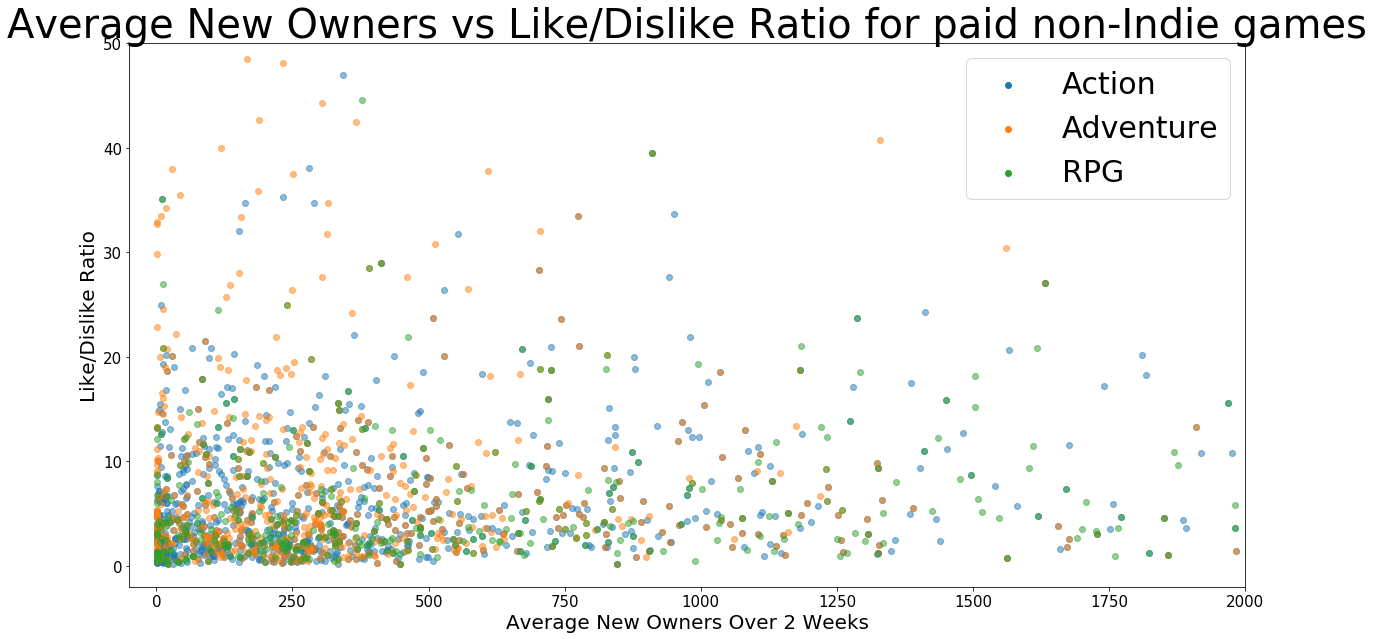 Average New Owners vs Like/Dislike Ratio for paid non-Indie games
50
40
30
20
10
0
Like/Dislike Ratio
Action
Adventure
RPG
0 250 500 750 1000 1250 1500 1750 2000
Average New Owners Over 2 Weeks